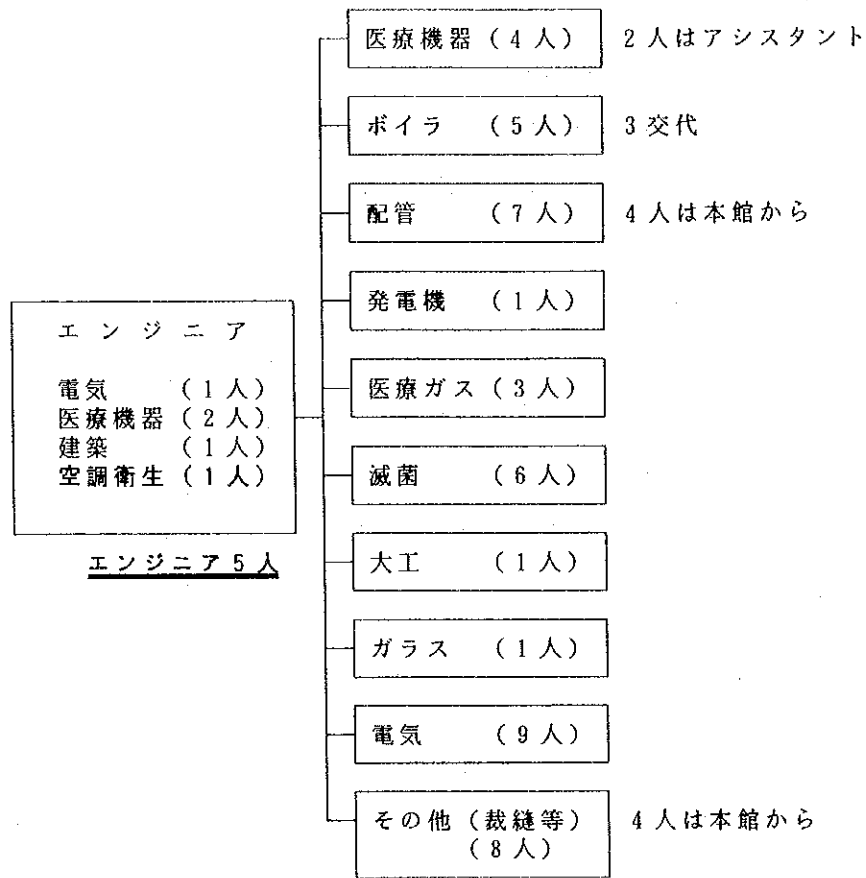 エンジニア
電気 (1人)
医療機器 (2人)
建築 (1人)
空調衛生 (1人)
エンジニア5人
医療機器 (4人) 2人はアシスタント
ボイラ (5人) 3交代
配管 (7人) 4人は本館から
発電機 (1人)
医療ガス (3人)
滅菌 (6人)
大工 (1人)
ガラス (1人)
電気 (9人)
その他 (裁縫等) 4人は本館から
(8人)